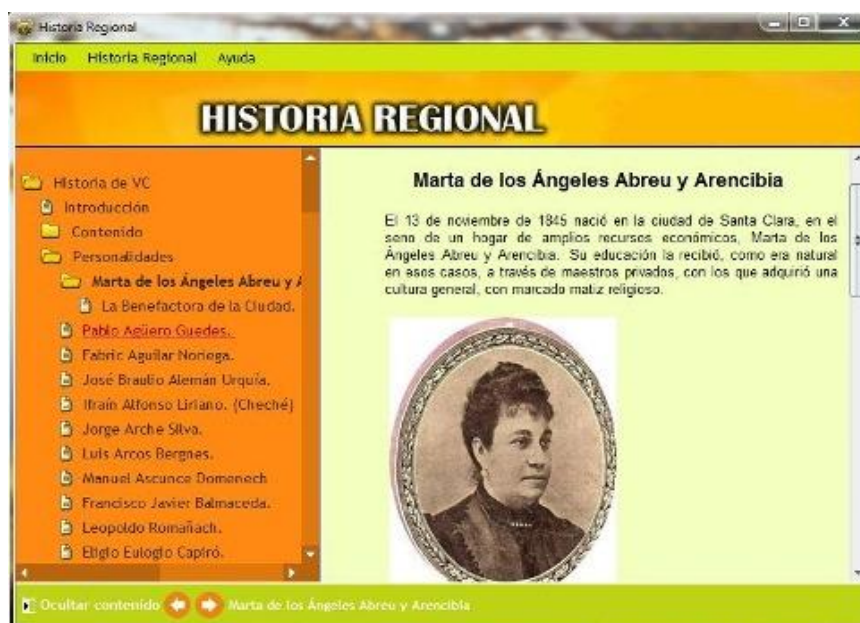 Historia Regional
Inicio Historia Regional Ayuda
HISTORIA REGIONAL
Historia de VC
Introducción
Contenido
Personalidades
Marta de los Ángeles Abreu y A
La Benefactora de la Ciudad.
Pablo Agüero Guedes.
Fabric Aguilar Noriega.
José Braulio Alemán Urquía.
Ifraín Alfonso Liriano. (Cheché)
Jorge Arche Silva.
Luis Arcos Bergnes.
Manuel Ascunce Domenech
Francisco Javier Balmaceda.
Leopoldo Romañach.
Eligio Eulogio Capiró.
Marta de los Ángeles Abreu y Arencibia
El 13 de noviembre de 1845 nació en la ciudad de Santa Clara, en el
seno de un hogar de amplios recursos económicos, Marta de los
Ángeles Abreu y Arencibia. Su educación la recibió, como era natural
en esos casos, a través de maestros privados, con los que adquirió una
cultura general, con marcado matiz religioso.
Ocultar contenido Marta de los Ángeles Abreu y Arencibia